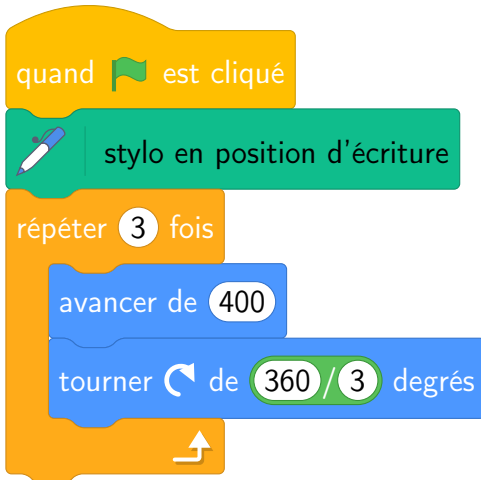 quand est cliqué
stylo en position d'écriture
répéter 3 fois
avancer de 400
tourner de 360 / 3 degrés